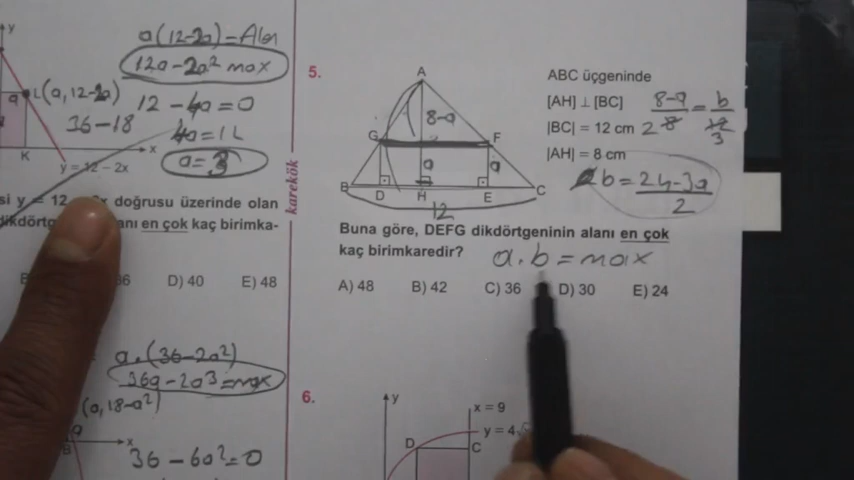 y
a(12-2a)=Alan
12a-2a² max
L(a, 12-2a)
a
12-4a=0
36-18
4a=12
a=3
K
x
y = 12 - 2x
si y = 12 - 2x doğrusu üzerinde olan
anı en çok kaç birimka-
D) 40
E) 48
a.(36-2a²)
36a-2a³=max
(a, 18-a²)
x
B
36-6a²=0
karekök
5.
A
8-a
G
F
a
a
B
D
H
E
C
12
ABC üçgeninde
[AH] ⊥ [BC]
|BC| = 12 cm
|AH| = 8 cm
8-a/8 = b/12
2
3
b = 24-3a/2
Buna göre, DEFG dikdörtgeninin alanı en çok
kaç birimkaredir?
a.b=max
A) 48
B) 42
C) 36
D) 30
E) 24
6.
y
x = 9
D
C